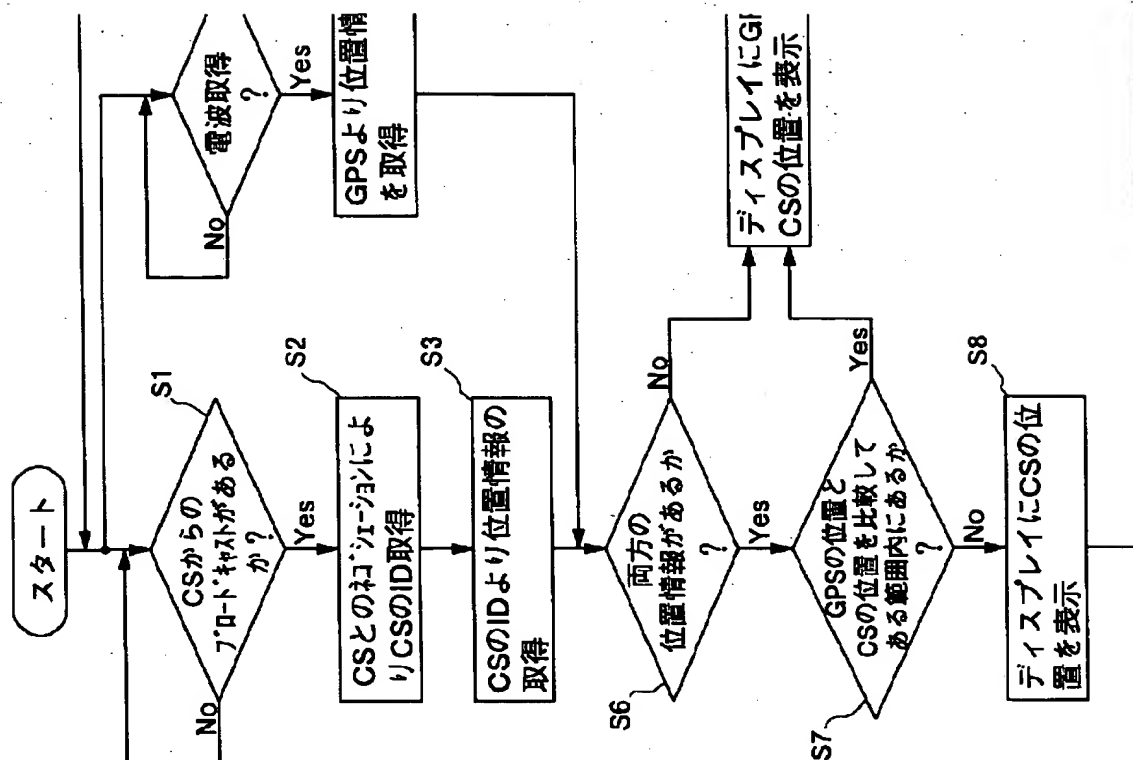 スタート
S1
CSからの
ブロードキャストがある
か?
No
Yes
S2
CSとのネゴシエーションによ
りCSのID取得
S3
CSのIDより位置情報の
取得
電波取得
?
No
Yes
GPSより位置情
を取得
S6
両方の
位置情報があるか
?
No
Yes
S7
GPSの位置と
CSの位置を比較して
ある範囲内にあるか
?
Yes
No
S8
ディスプレイにCSの位
置を表示
ディスプレイにG
CSの位置を表示